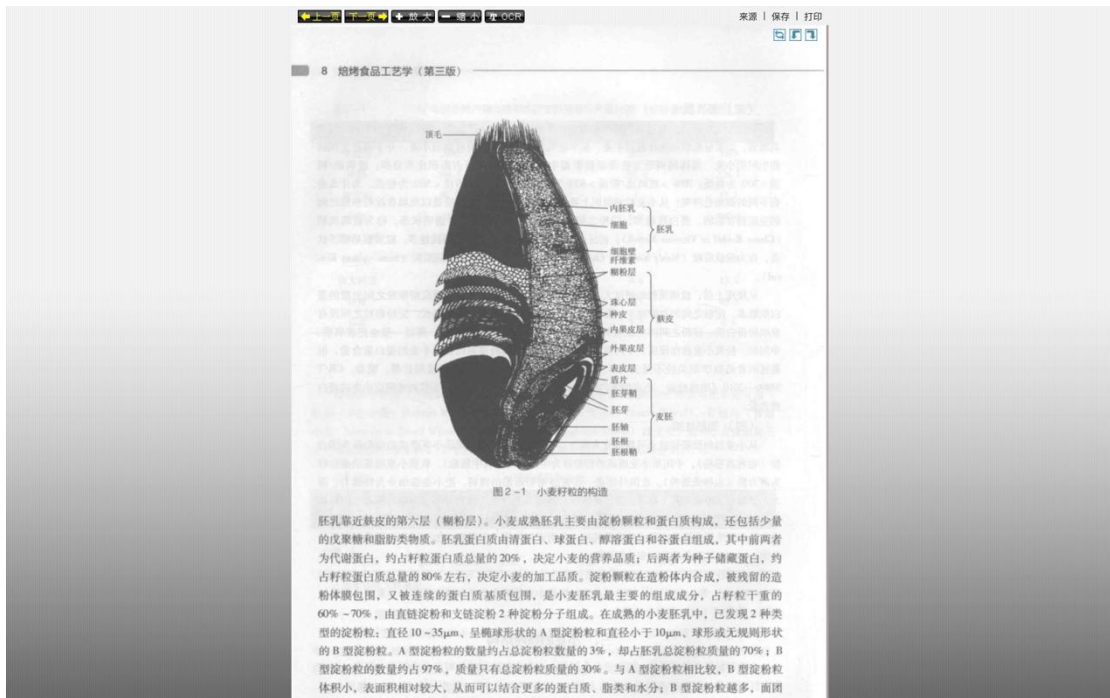 上一页 下一页 放大 缩小 OCR
来源 | 保存 | 打印
8 焙烤食品工艺学（第三版）
顶毛
内胚乳
细胞
胚乳
细胞壁
纤维素
糊粉层
珠心层
种皮
麸皮
内果皮层
外果皮层
表皮层
盾片
胚芽鞘
胚芽
麦胚
胚轴
胚根
胚根鞘
图2-1 小麦籽粒的构造
胚乳靠近麸皮的第六层（糊粉层）。小麦成熟胚乳主要由淀粉颗粒和蛋白质构成，还包括少量
的戊聚糖和脂肪类物质。胚乳蛋白质由清蛋白、球蛋白、醇溶蛋白和谷蛋白组成，其中前两者
为代谢蛋白，约占籽粒蛋白质总量的20%，决定小麦的营养品质；后两者为种子储藏蛋白，约
占籽粒蛋白质总量的80%左右，决定小麦的加工品质。淀粉颗粒在造粉体内合成，被残留的造
粉体膜包围，又被连续的蛋白质基质包围，是小麦胚乳最主要的组成成分，占籽粒干重的
60%~70%，由直链淀粉和支链淀粉2种淀粉分子组成。在成熟的小麦胚乳中，已发现2种类
型的淀粉粒：直径10~35μm、呈椭球形状的A型淀粉粒和直径小于10μm、球形或无规则形状
的B型淀粉粒。A型淀粉粒的数量约占总淀粉粒数量的3%，却占胚乳总淀粉粒质量的70%；B
型淀粉粒的数量约占97%，质量只有总淀粉粒质量的30%。与A型淀粉粒相比较，B型淀粉粒
体积小，表面积相对较大，从而可以结合更多的蛋白质、脂类和水分；B型淀粉粒越多，面团